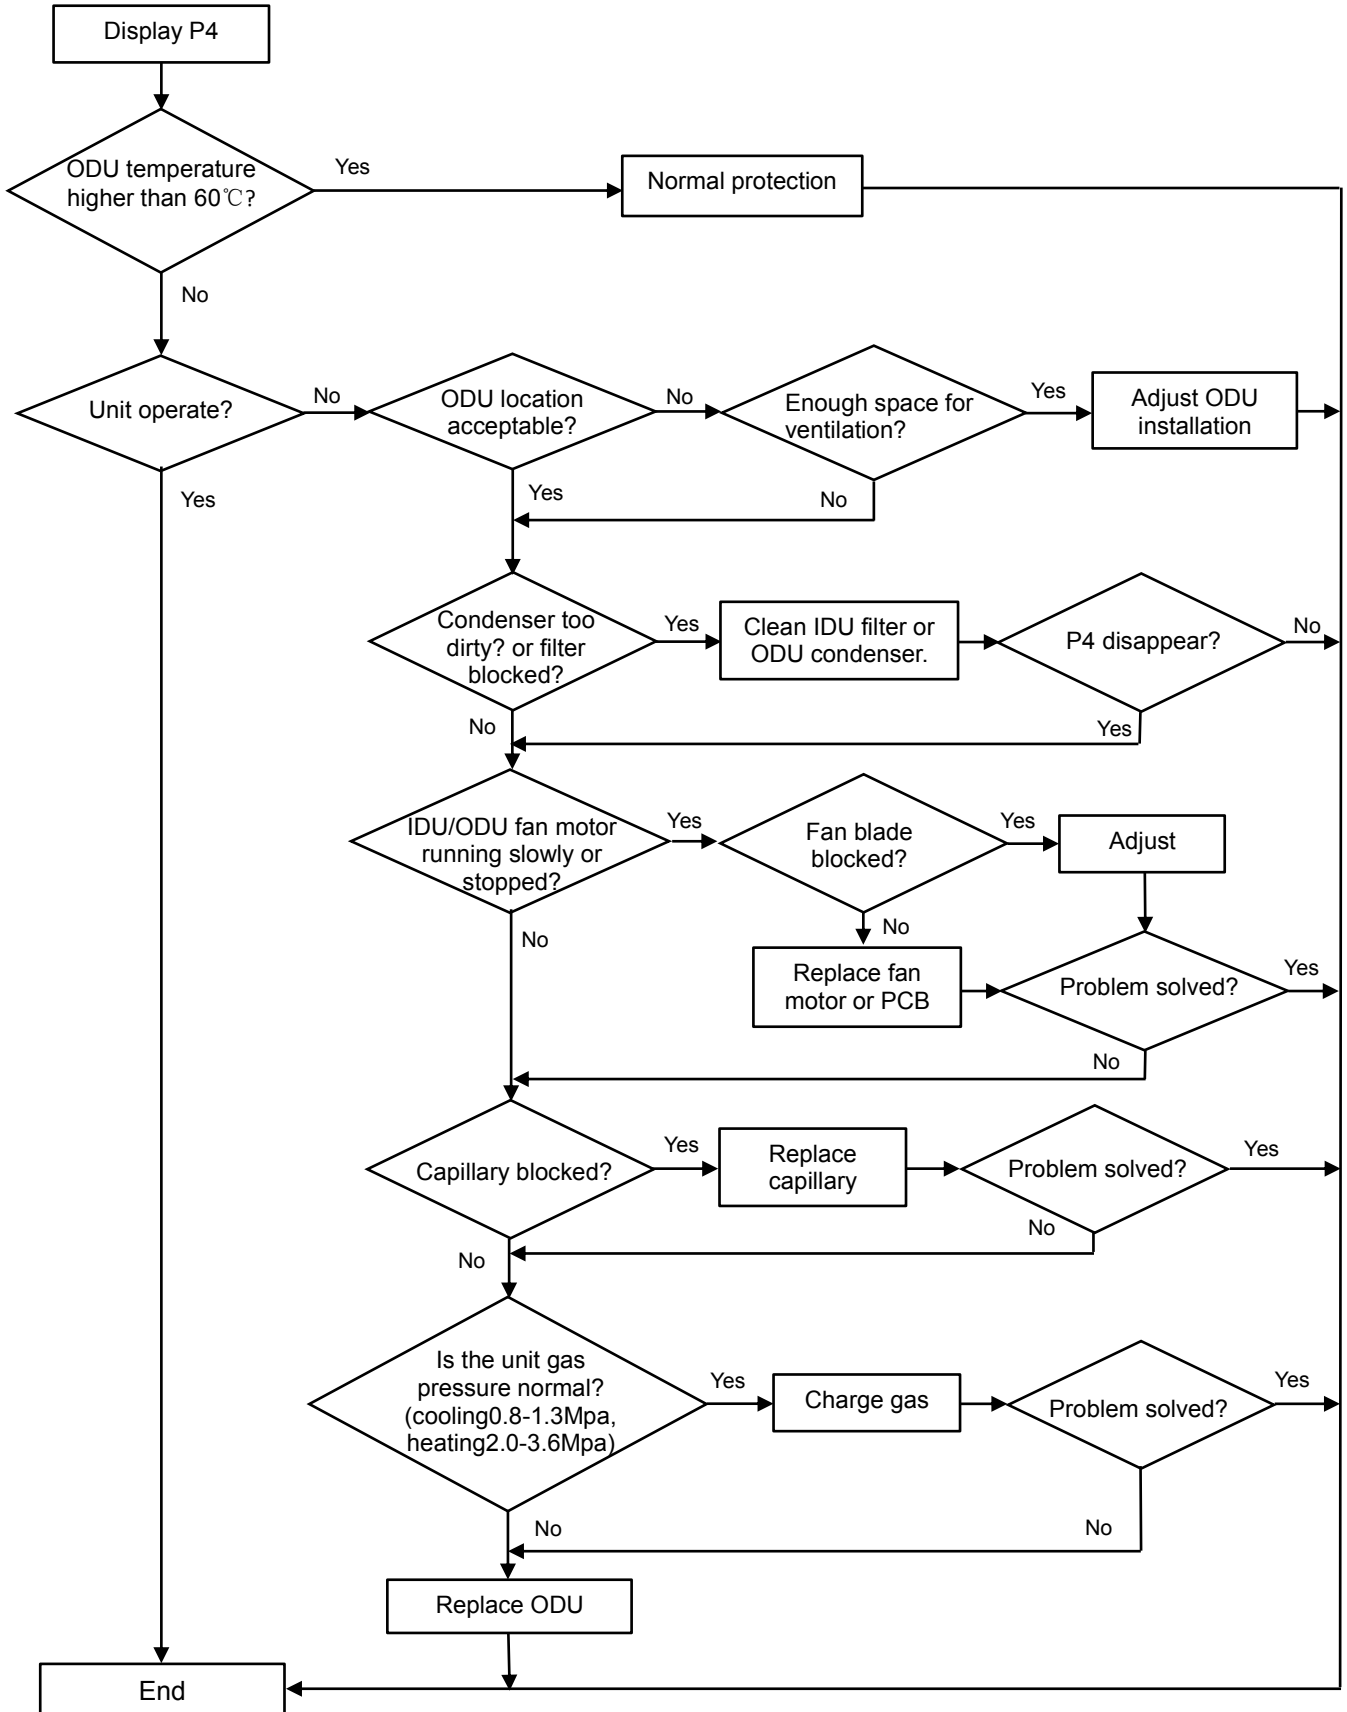 Display P4
ODU temperature
higher than 60℃?
Yes
Normal protection
No
Unit operate?
No
ODU location
acceptable?
No
Enough space for
ventilation?
Yes
Adjust ODU
installation
Yes
Yes
No
Condenser too
dirty? or filter
blocked?
Yes
Clean IDU filter or
ODU condenser.
P4 disappear?
No
No
Yes
IDU/ODU fan motor
running slowly or
stopped?
Yes
Fan blade
blocked?
Yes
Adjust
No
No
Replace fan
motor or PCB
Problem solved?
Yes
No
Capillary blocked?
Yes
Replace
capillary
Problem solved?
Yes
No
No
Is the unit gas
pressure normal?
(cooling0.8-1.3Mpa,
heating2.0-3.6Mpa)
Yes
Charge gas
Problem solved?
Yes
No
No
Replace ODU
End